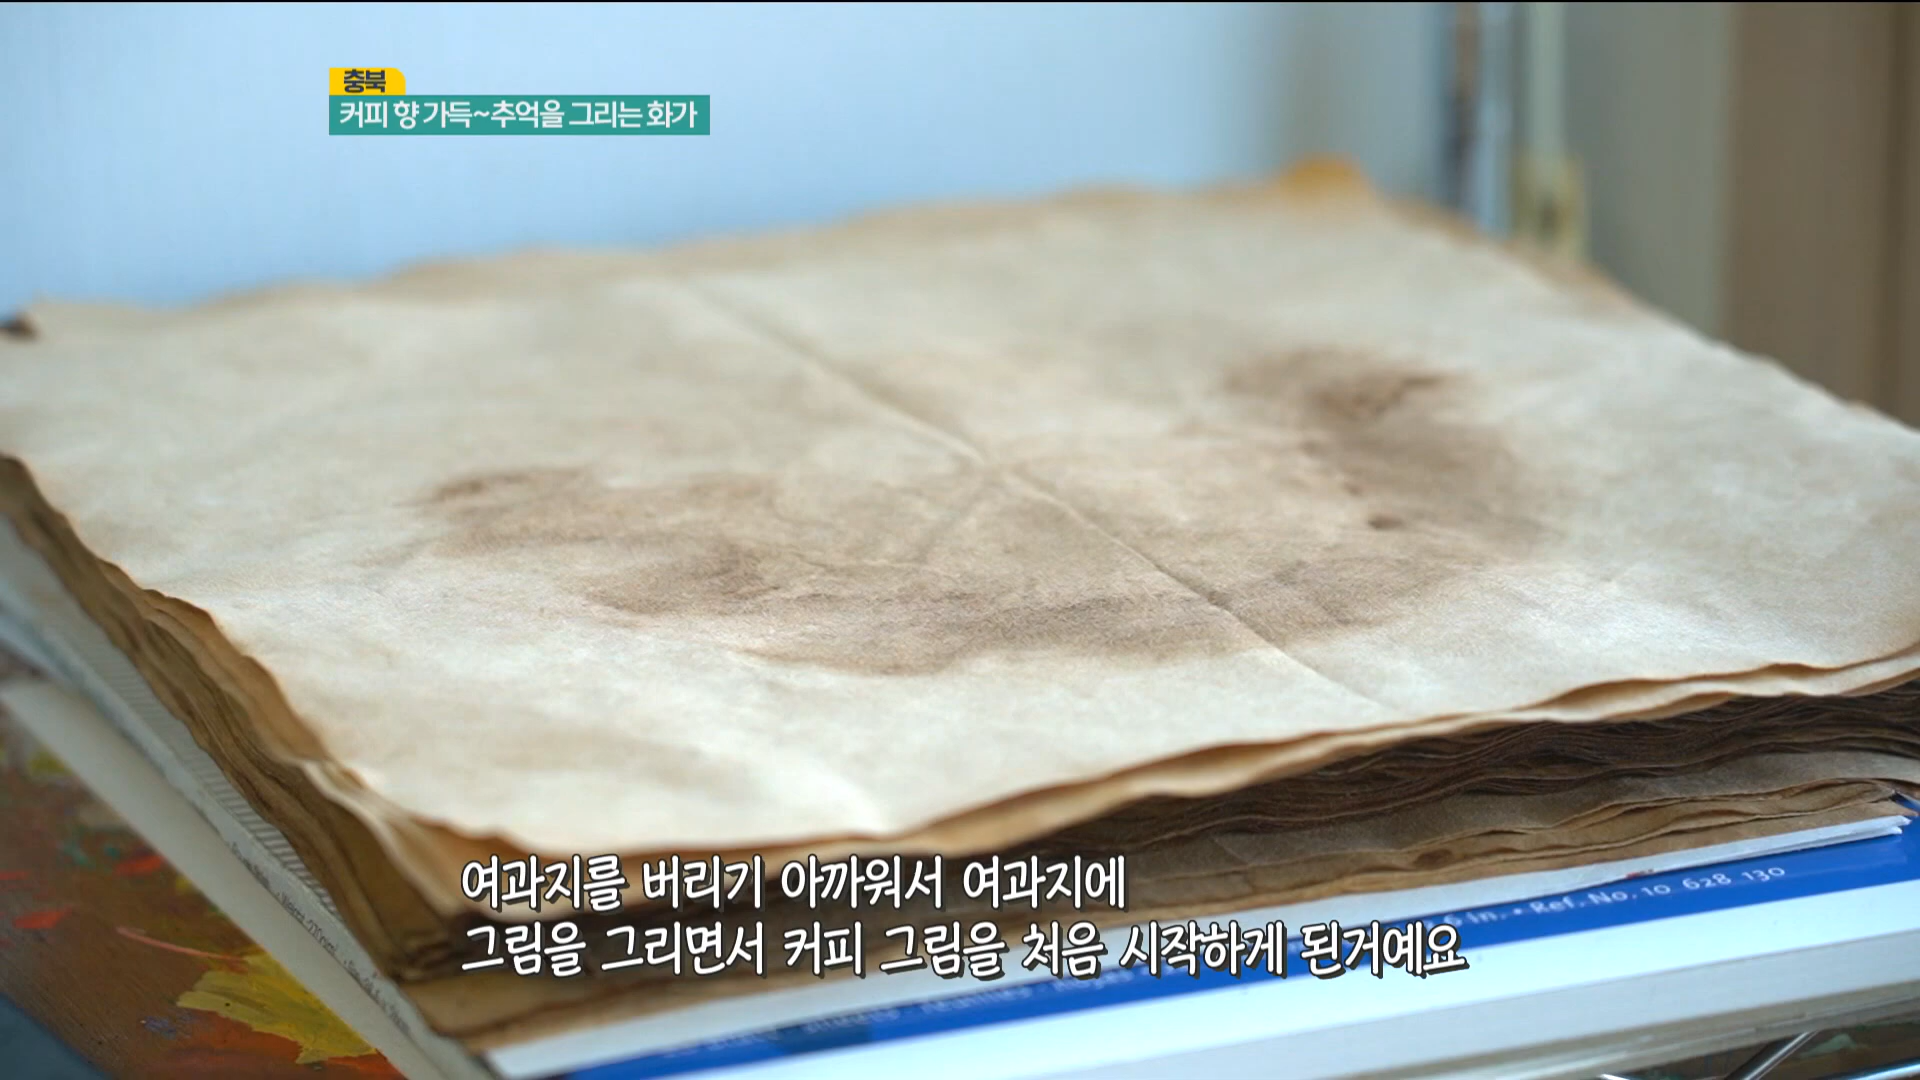 충북
커피 향 가득~추억을 그리는 화가
여과지를 버리기 아까워서 여과지에
그림을 그리면서 커피 그림을 처음 시작하게 된거예요
6 in. • Ref. No. 10 628 130